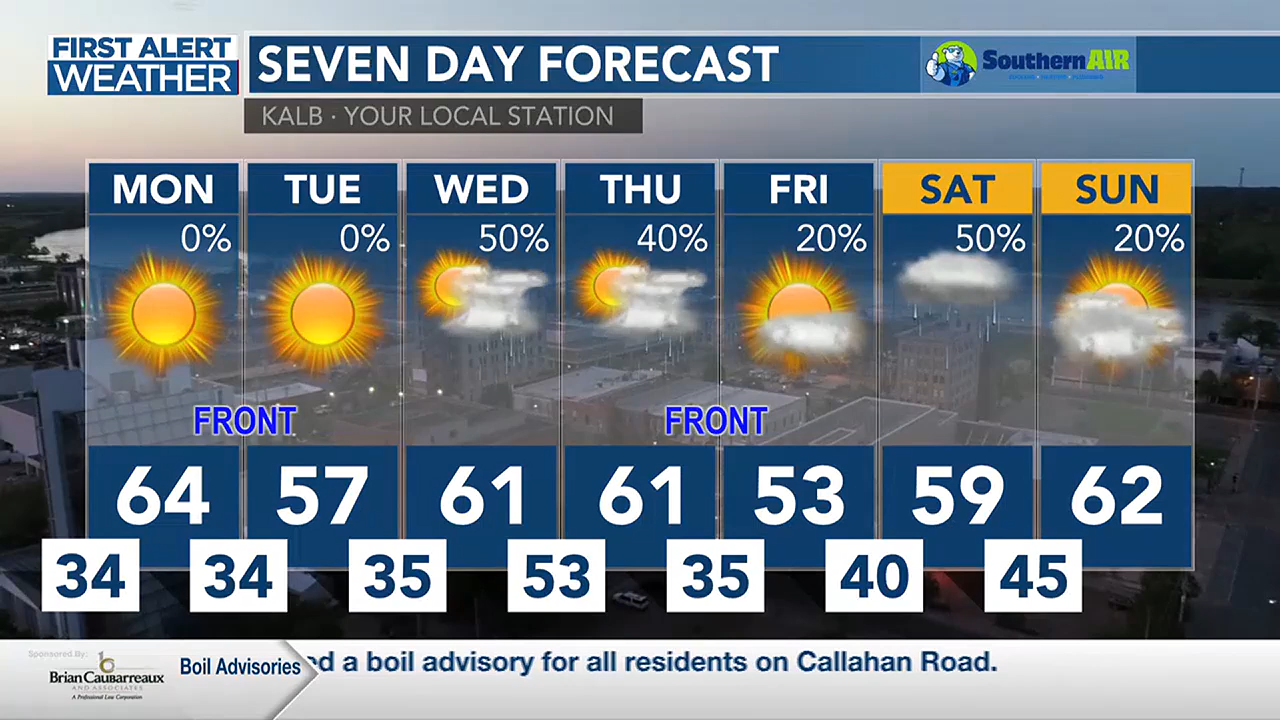 FIRST ALERT
WEATHER
SEVEN DAY FORECAST
SouthernAIR
KALB · YOUR LOCAL STATION
MON TUE WED THU FRI SAT SUN
0% 0% 50% 40% 20% 50% 20%
FRONT FRONT
64 57 61 61 53 59 62
34 34 35 53 35 40 45
Sponsored By:
Brian Caubarreaux
AND ASSOCIATES
A Professional Law Corporation
Boil Advisories
d a boil advisory for all residents on Callahan Road.